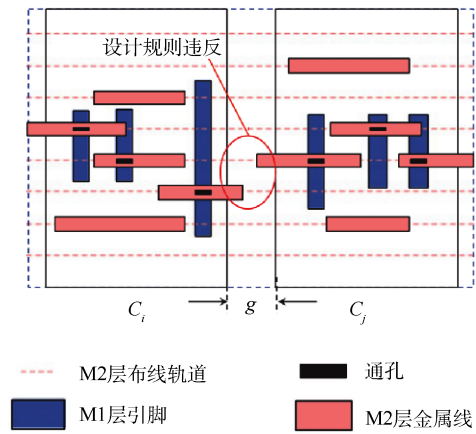 设计规则违反
C_i
g
C_j
M2层布线轨道
通孔
M1层引脚
M2层金属线